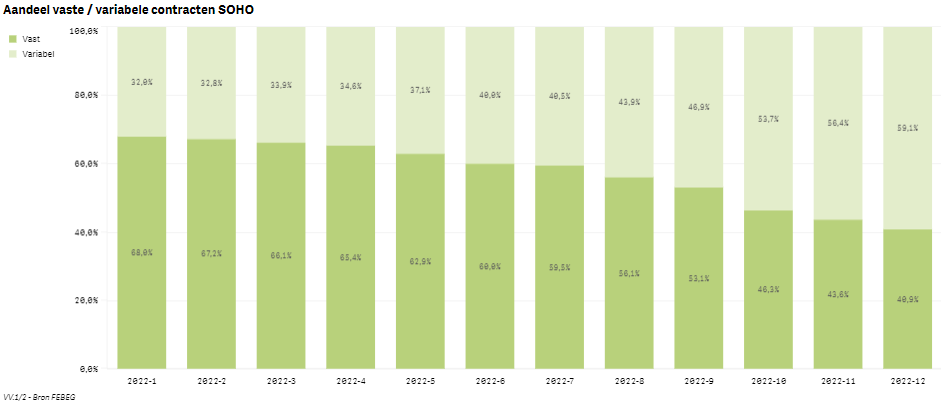 Aandeel vaste / variabele contracten SOHO
Vast
Variabel
100,0%
80,0%
60,0%
40,0%
20,0%
0,0%
32,0% 32,8% 33,9% 34,6% 37,1% 40,0% 40,5% 43,9% 46,9% 53,7% 56,4% 59,1%
68,0% 67,2% 66,1% 65,4% 62,9% 60,0% 59,5% 56,1% 53,1% 46,3% 43,6% 40,9%
2022-1 2022-2 2022-3 2022-4 2022-5 2022-6 2022-7 2022-8 2022-9 2022-10 2022-11 2022-12
VV.1/2 - Bron FEBEG